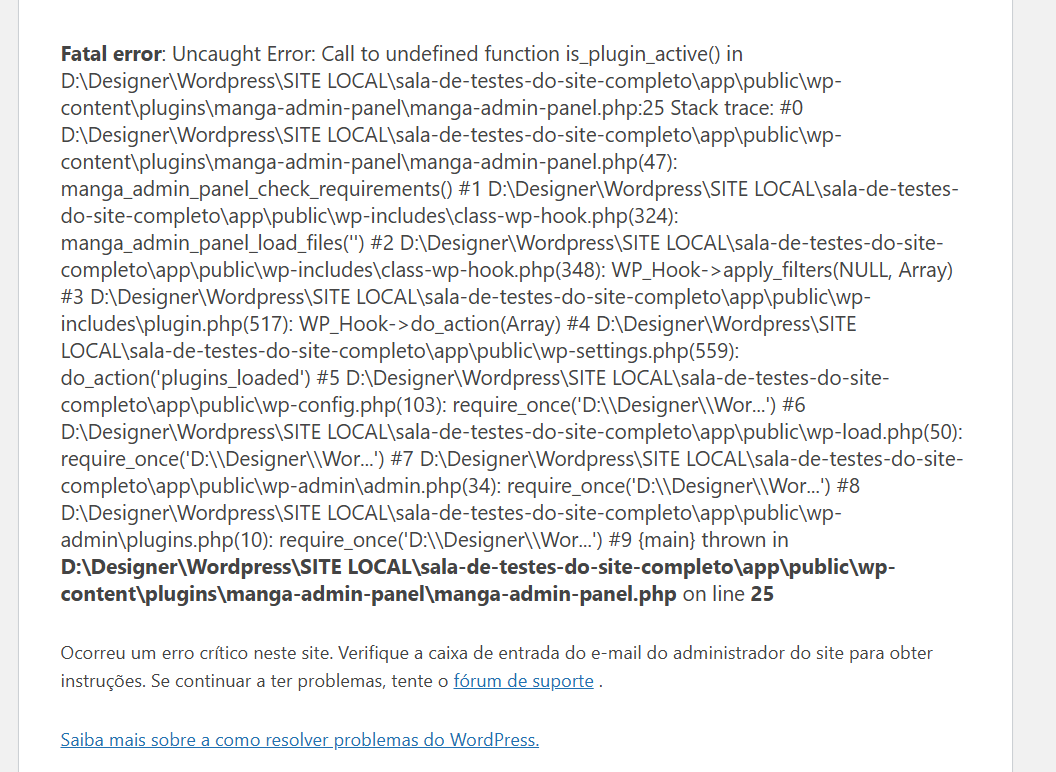 Fatal error: Uncaught Error: Call to undefined function is_plugin_active() in
D:\Designer\Wordpress\SITE LOCAL\sala-de-testes-do-site-completo\app\public\wp-
content\plugins\manga-admin-panel\manga-admin-panel.php:25 Stack trace: #0
D:\Designer\Wordpress\SITE LOCAL\sala-de-testes-do-site-completo\app\public\wp-
content\plugins\manga-admin-panel\manga-admin-panel.php(47):
manga_admin_panel_check_requirements() #1 D:\Designer\Wordpress\SITE LOCAL\sala-de-testes-
do-site-completo\app\public\wp-includes\class-wp-hook.php(324):
manga_admin_panel_load_files('') #2 D:\Designer\Wordpress\SITE LOCAL\sala-de-testes-do-site-
completo\app\public\wp-includes\class-wp-hook.php(348): WP_Hook->apply_filters(NULL, Array)
#3 D:\Designer\Wordpress\SITE LOCAL\sala-de-testes-do-site-completo\app\public\wp-
includes\plugin.php(517): WP_Hook->do_action(Array) #4 D:\Designer\Wordpress\SITE
LOCAL\sala-de-testes-do-site-completo\app\public\wp-settings.php(559):
do_action('plugins_loaded') #5 D:\Designer\Wordpress\SITE LOCAL\sala-de-testes-do-site-
completo\app\public\wp-config.php(103): require_once('D:\\Designer\\Wor...') #6
D:\Designer\Wordpress\SITE LOCAL\sala-de-testes-do-site-completo\app\public\wp-load.php(50):
require_once('D:\\Designer\\Wor...') #7 D:\Designer\Wordpress\SITE LOCAL\sala-de-testes-do-site-
completo\app\public\wp-admin\admin.php(34): require_once('D:\\Designer\\Wor...') #8
D:\Designer\Wordpress\SITE LOCAL\sala-de-testes-do-site-completo\app\public\wp-
admin\plugins.php(10): require_once('D:\\Designer\\Wor...') #9 {main} thrown in
D:\Designer\Wordpress\SITE LOCAL\sala-de-testes-do-site-completo\app\public\wp-
content\plugins\manga-admin-panel\manga-admin-panel.php on line 25
Ocorreu um erro crítico neste site. Verifique a caixa de entrada do e-mail do administrador do site para obter
instruções. Se continuar a ter problemas, tente o fórum de suporte .
Saiba mais sobre a como resolver problemas do WordPress.